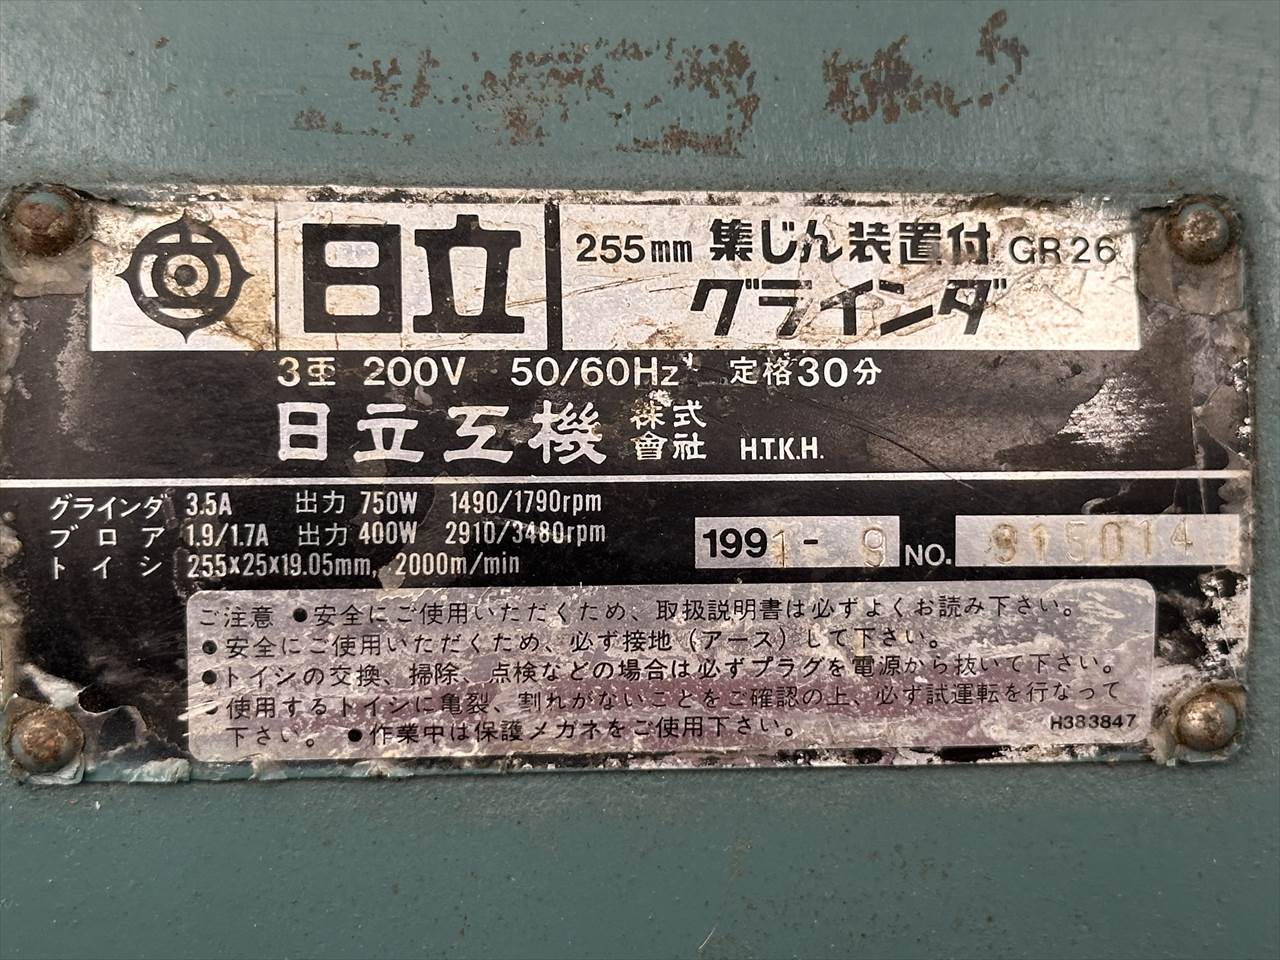 日立
255mm 集じん装置付 GR26
グラインダ
3重 200V 50/60Hz 定格30分
日立工機 株式會社 H.T.K.H.
グラインダ 3.5A 出力 750W 1490/1790rpm
ブロア 1.9/1.7A 出力 400W 2910/3480rpm
トイシ 255×25×19.05mm, 2000m/min
1991-9 NO. 915014
ご注意 ●安全にご使用いただくため、取扱説明書は必ずよくお読み下さい。
●安全にご使用いただくため、必ず接地(アース)して下さい。
●トイシの交換、掃除、点検などの場合は必ずプラグを電源から抜いて下さい。
●使用するトイシに亀裂、割れがないことをご確認の上、必ず試運転を行なって
下さい。 ●作業中は保護メガネをご使用下さい。
H383847